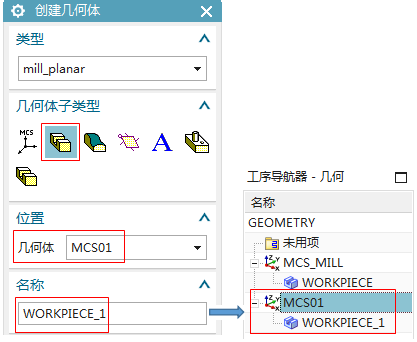 创建几何体
类型
mill_planar
几何体子类型
MCS
A
位置
几何体 MCS01
名称
WORKPIECE_1
工序导航器 - 几何
名称
GEOMETRY
未用项
MCS_MILL
WORKPIECE
MCS01
WORKPIECE_1